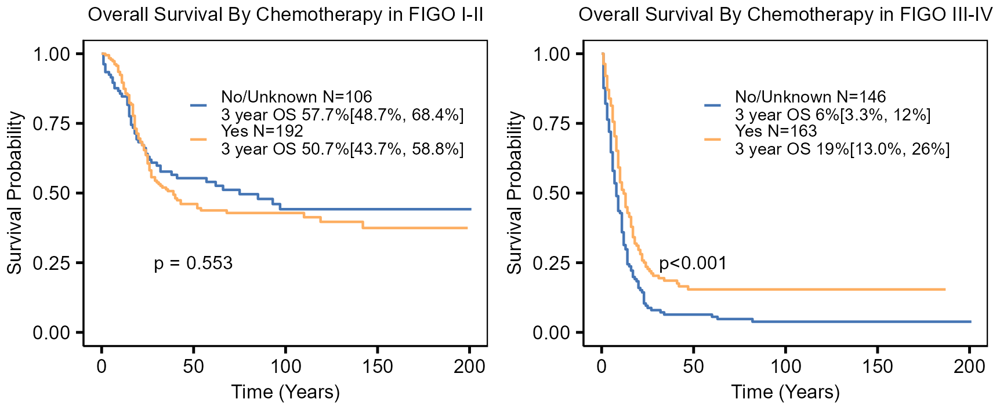 Overall Survival By Chemotherapy in FIGO I-II
Survival Probability
1.00
0.75
0.50
0.25
0.00
No/Unknown N=106
3 year OS 57.7%[48.7%, 68.4%]
Yes N=192
3 year OS 50.7%[43.7%, 58.8%]
p = 0.553
0 50 100 150 200
Time (Years)
Overall Survival By Chemotherapy in FIGO III-IV
Survival Probability
1.00
0.75
0.50
0.25
0.00
No/Unknown N=146
3 year OS 6%[3.3%, 12%]
Yes N=163
3 year OS 19%[13.0%, 26%]
p<0.001
0 50 100 150 200
Time (Years)